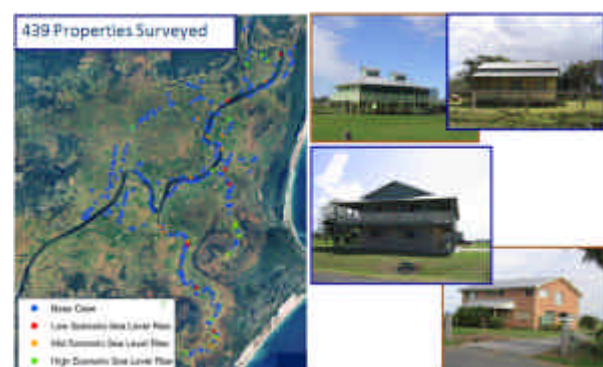 439 Properties Surveyed
Base Case
Low Scenario Sea Level Rise
Mid Scenario Sea Level Rise
High Scenario Sea Level Rise